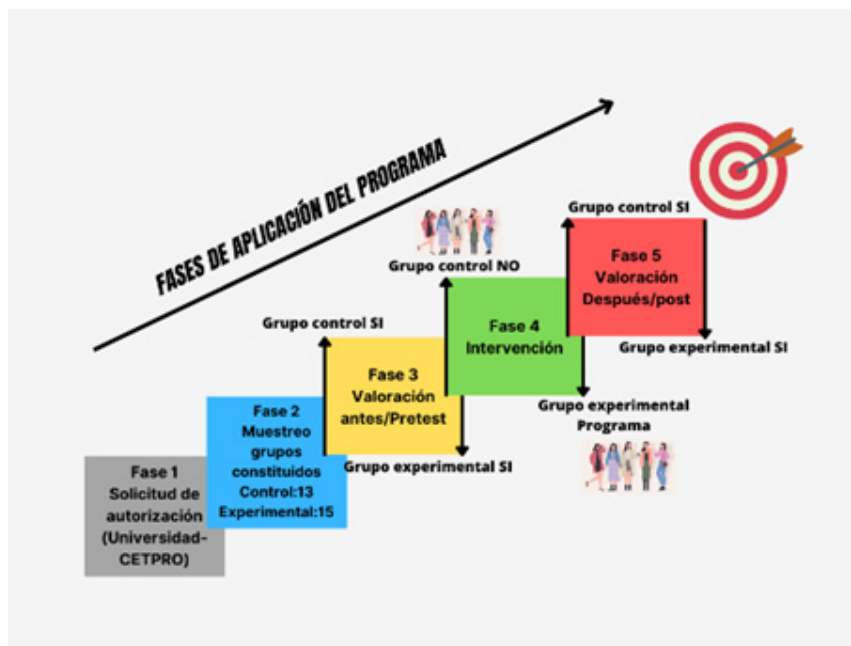 FASES DE APLICACIÓN DEL PROGRAMA
Fase 1
Solicitud de
autorización
(Universidad-
CETPRO)
Fase 2
Muestreo
grupos
constituidos
Control:13
Experimental:15
Grupo control SI
Fase 3
Valoración
antes/Pretest
Grupo experimental SI
Grupo control NO
Fase 4
Intervención
Grupo experimental
Programa
Grupo control SI
Fase 5
Valoración
Después/post
Grupo experimental SI